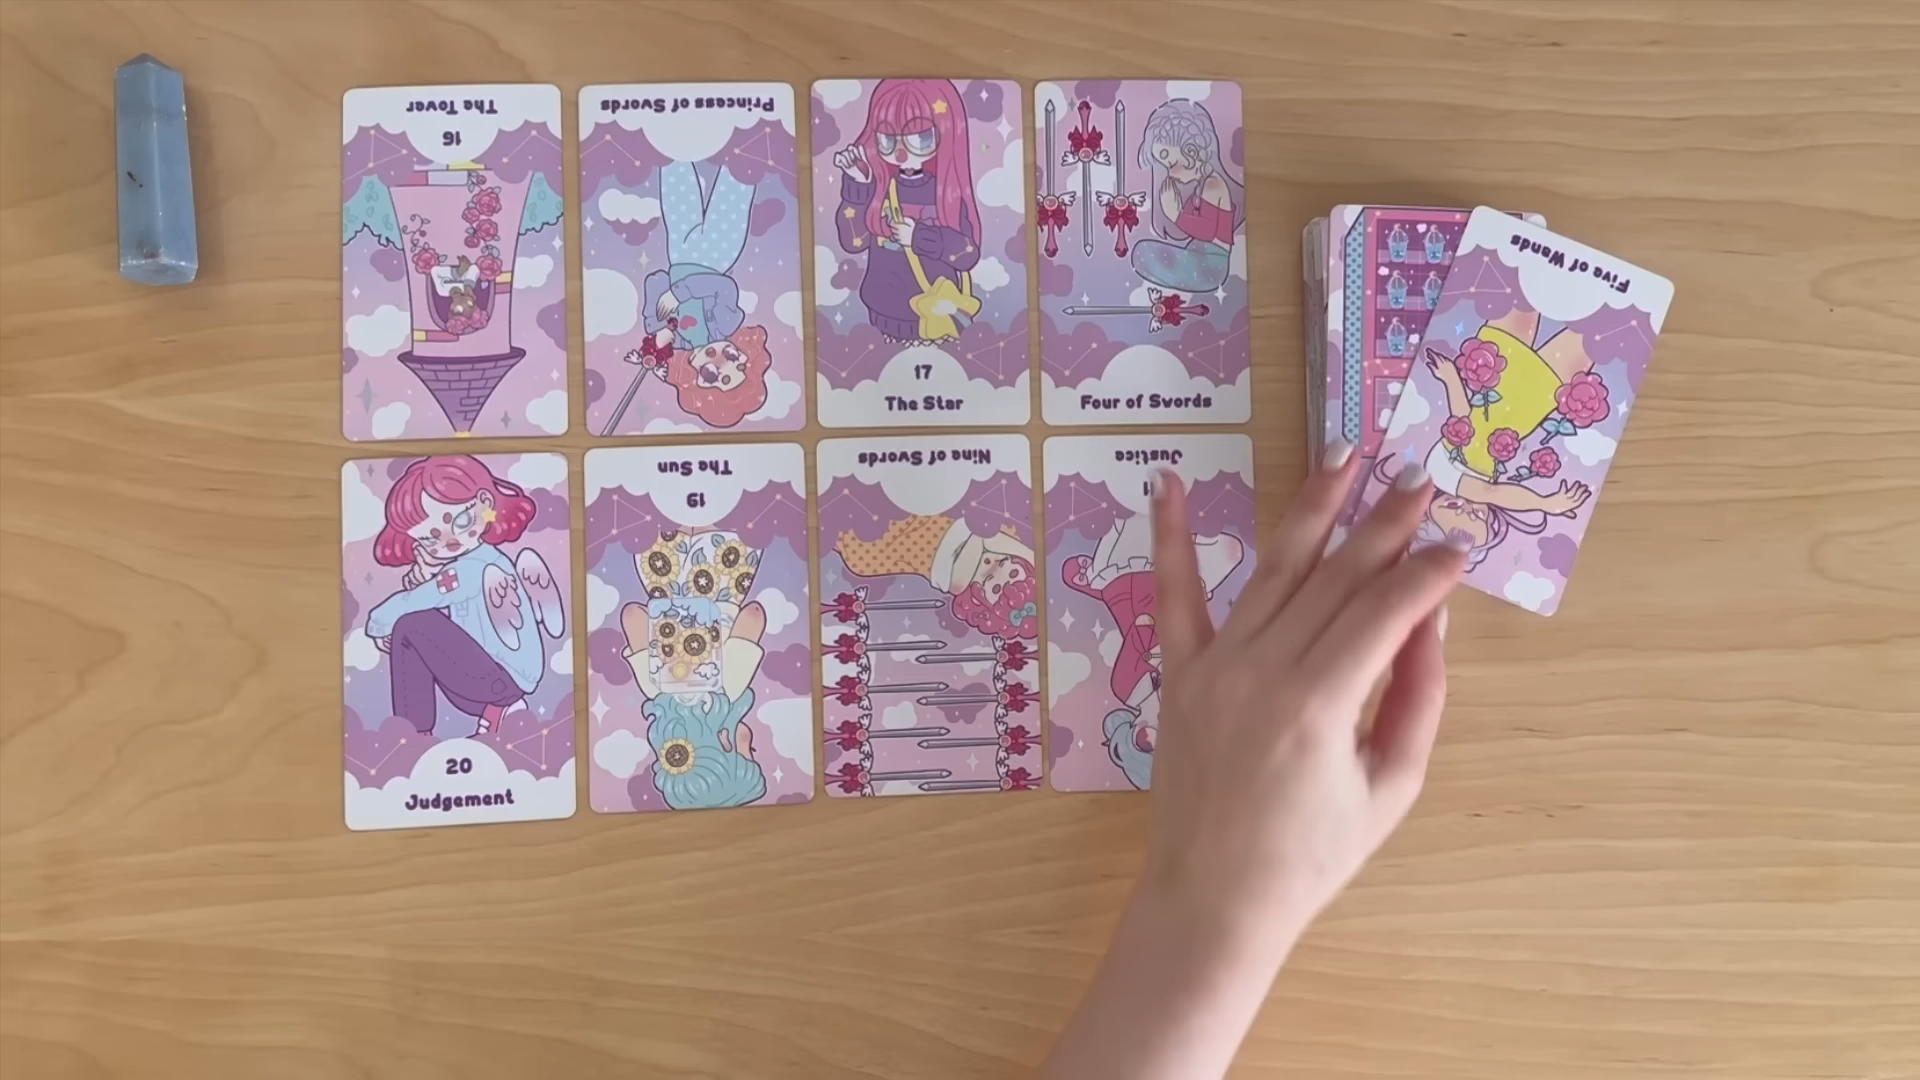 The Tower
16
Princess of Swords
17
The Star
Four of Swords
Five of Wands
20
Judgement
The Sun
19
Nine of Swords
Justice